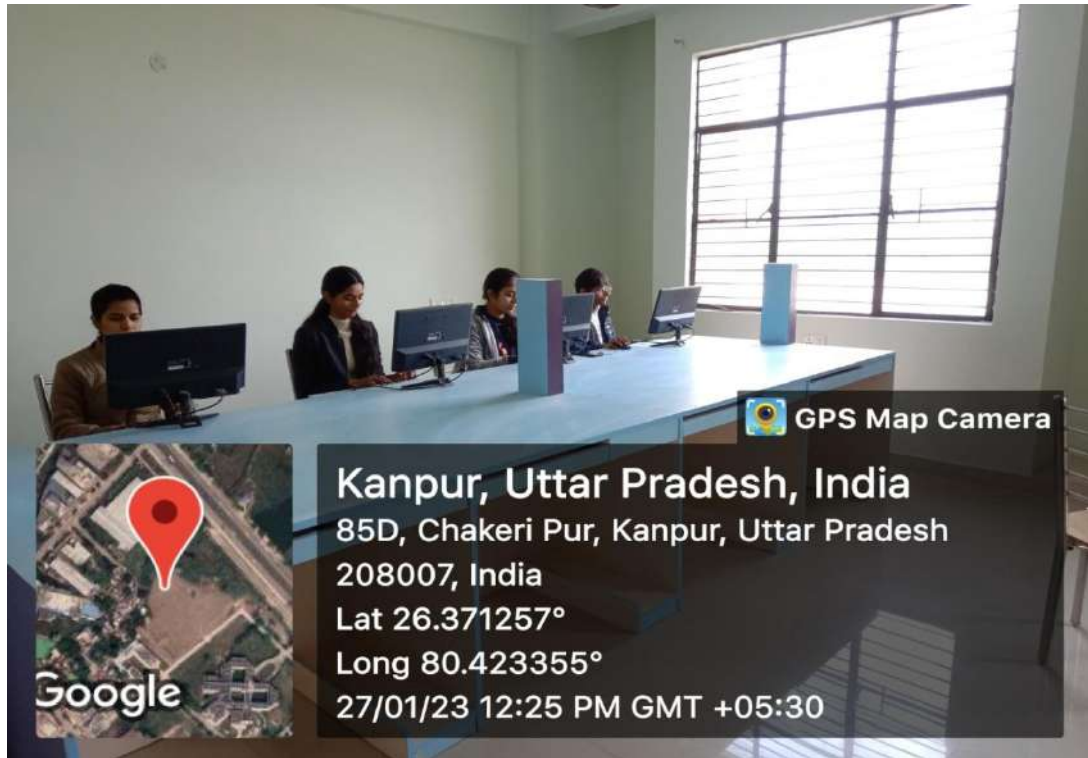 GPS Map Camera
Kanpur, Uttar Pradesh, India
85D, Chakeri Pur, Kanpur, Uttar Pradesh
208007, India
Lat 26.371257°
Long 80.423355°
27/01/23 12:25 PM GMT +05:30
Google